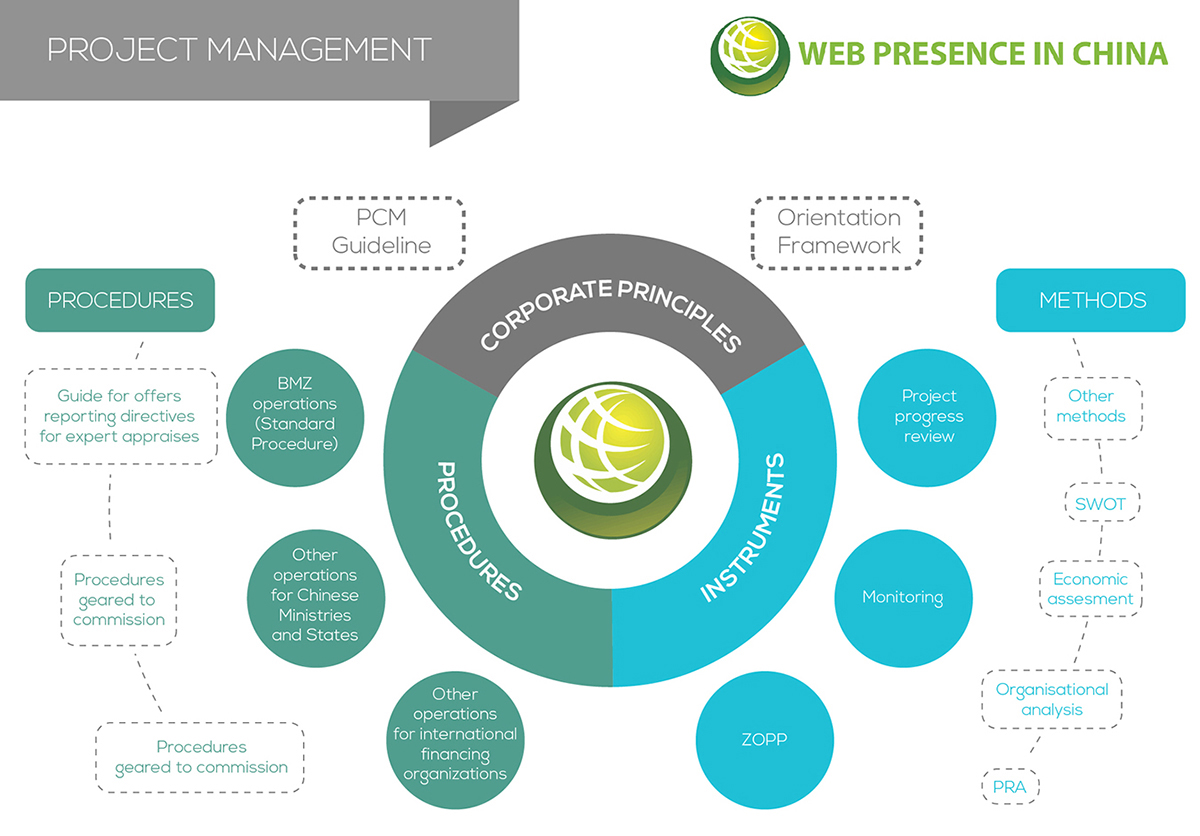 PROJECT MANAGEMENT
WEB PRESENCE IN CHINA
PCM
Guideline
Orientation
Framework
PROCEDURES
METHODS
CORPORATE PRINCIPLES
PROCEDURES
INSTRUMENTS
Guide for offers
reporting directives
for expert appraises
Procedures
geared to
commission
Procedures
geared to commission
BMZ
operations
(Standard
Procedure)
Other
operations
for Chinese
Ministries
and States
Other
operations
for international
financing
organizations
Project
progress
review
Monitoring
ZOPP
Other
methods
SWOT
Economic
assesment
Organisational
analysis
PRA